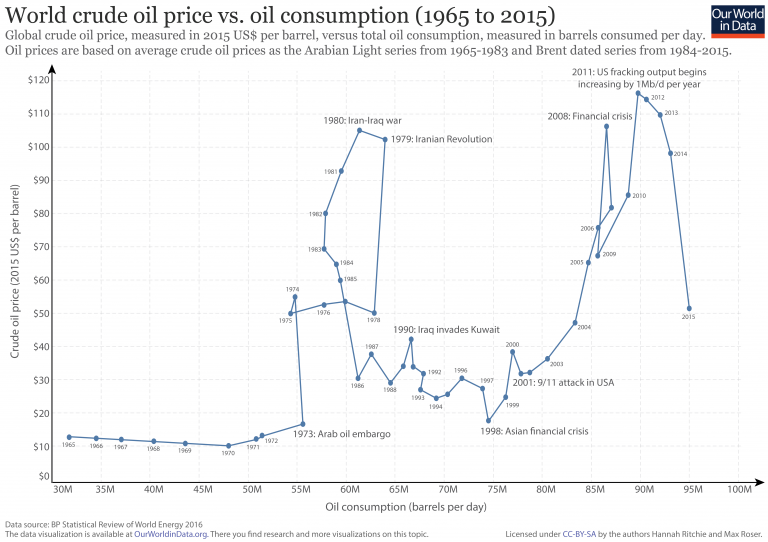 World crude oil price vs. oil consumption (1965 to 2015)
Our World
in Data
Global crude oil price, measured in 2015 US$ per barrel, versus total oil consumption, measured in barrels consumed per day.
Oil prices are based on average crude oil prices as the Arabian Light series from 1965-1983 and Brent dated series from 1984-2015.
$120
$110
$100
$90
$80
$70
$60
$50
$40
$30
$20
$10
$0
Crude oil price (2015 US$ per barrel)
2011: US fracking output begins
increasing by 1Mb/d per year
2012
2013
2008: Financial crisis
1980: Iran-Iraq war
1979: Iranian Revolution
2014
1981
2010
1982
2006
1983
2009
1984
2005
1985
1974
1976
1975
1978
2015
2004
1990: Iraq invades Kuwait
1987
2000
2003
1992
1996
1997
2001: 9/11 attack in USA
1986
1988
1993
1994
1999
1998: Asian financial crisis
1973: Arab oil embargo
1965
1966
1967
1968
1969
1970
1971
1972
30M
35M
40M
45M
50M
55M
60M
65M
70M
75M
80M
85M
90M
95M
100M
Oil consumption (barrels per day)
Data source: BP Statistical Review of World Energy 2016
The data visualization is available at OurWorldinData.org. There you find research and more visualizations on this topic.
Licensed under CC-BY-SA by the authors Hannah Ritchie and Max Roser.